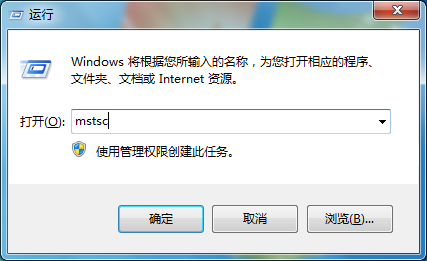 运行
Windows 将根据您所输入的名称，为您打开相应的程序、
文件夹、文档或 Internet 资源。
打开(O): mstsc
使用管理权限创建此任务。
确定 取消 浏览(B)...